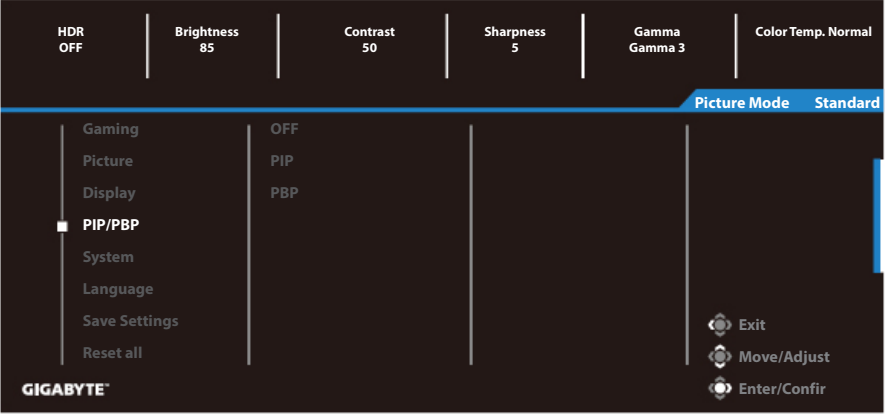 HDR
OFF
Brightness
85
Contrast
50
Sharpness
5
Gamma
Gamma 3
Color Temp. Normal
Picture Mode Standard
Gaming
Picture
Display
PIP/PBP
System
Language
Save Settings
Reset all
OFF
PIP
PBP
Exit
Move/Adjust
Enter/Confir
GIGABYTE™